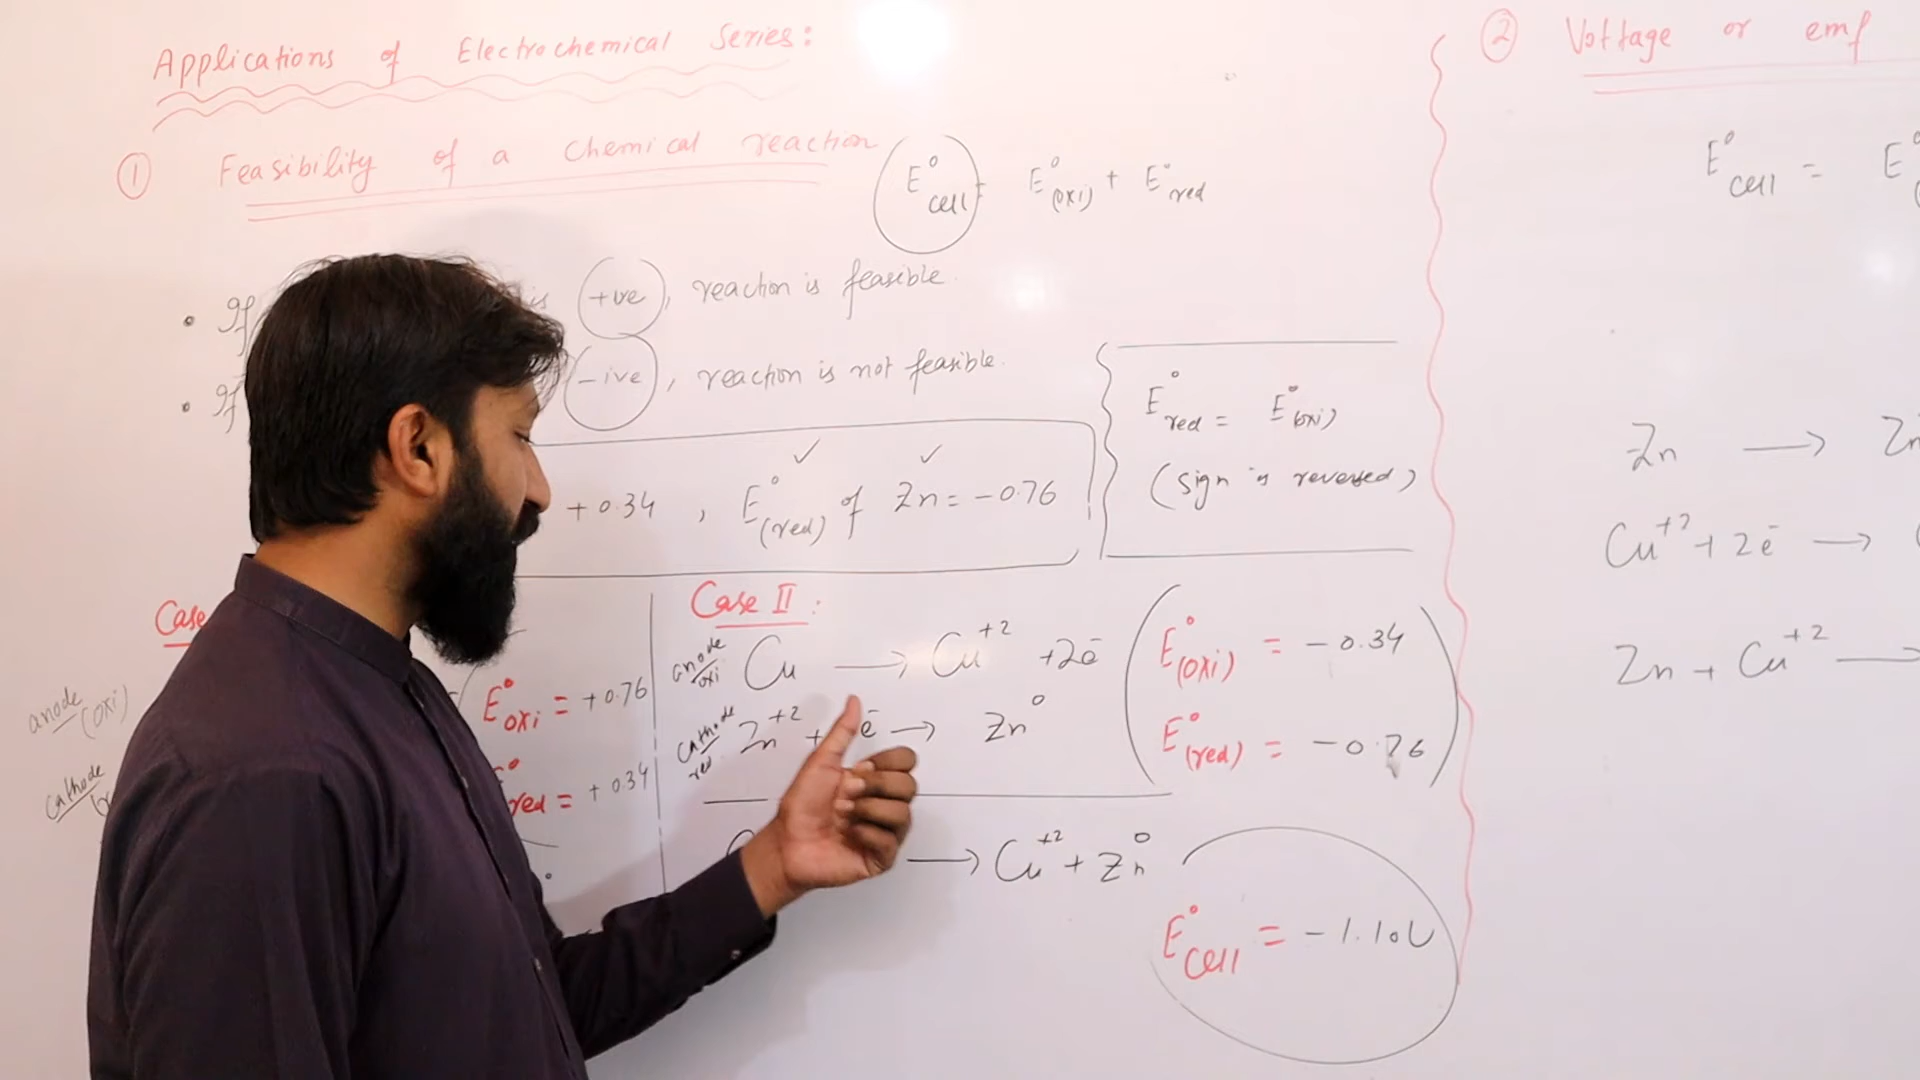 Applications of Electrochemical Series:
① Feasibility of a Chemical reaction
E°cell = E°(oxi) + E°red
• If is +ve, reaction is feasible.
• If -ive, reaction is not feasible.
+0.34, E°(red) of Zn = -0.76
E°red = E°(oxi)
(sign is reversed)
Case
anode (oxi)
cathode
E°oxi = +0.76
red = +0.34
Case II:
anode oxi Cu → Cu+2 + 2ē
cathode red Zn+2 + ē → Zn°
→ Cu+2 + Zn°
E°(oxi) = -0.34
E°(red) = -0.76
E°Cell = -1.10V
② Voltage or emf
E°cell = E°
Zn → Zn
Cu+2 + 2ē →
Zn + Cu+2 →